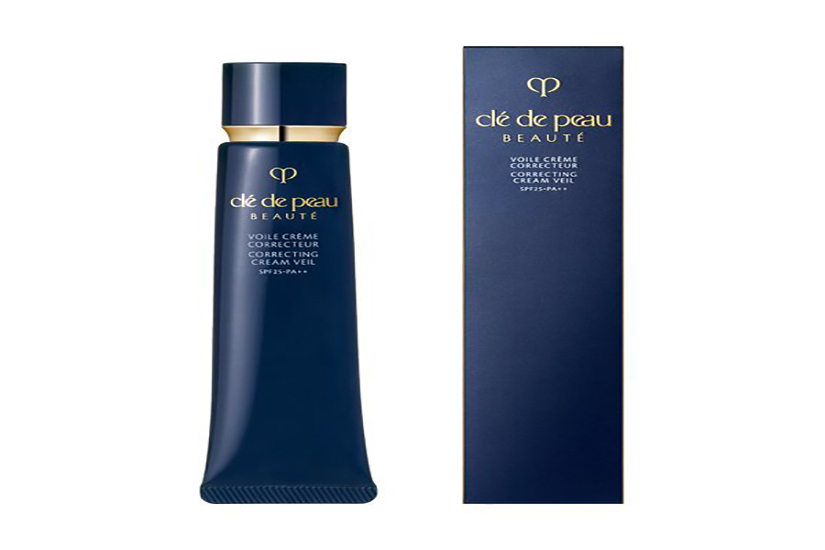 clé de peau
BEAUTÉ
VOILE CRÈME
CORRECTEUR
CORRECTING
CREAM VEIL
SPF25·PA++
clé de peau
BEAUTÉ
VOILE CRÈME
CORRECTEUR
CORRECTING
CREAM VEIL
SPF25·PA++